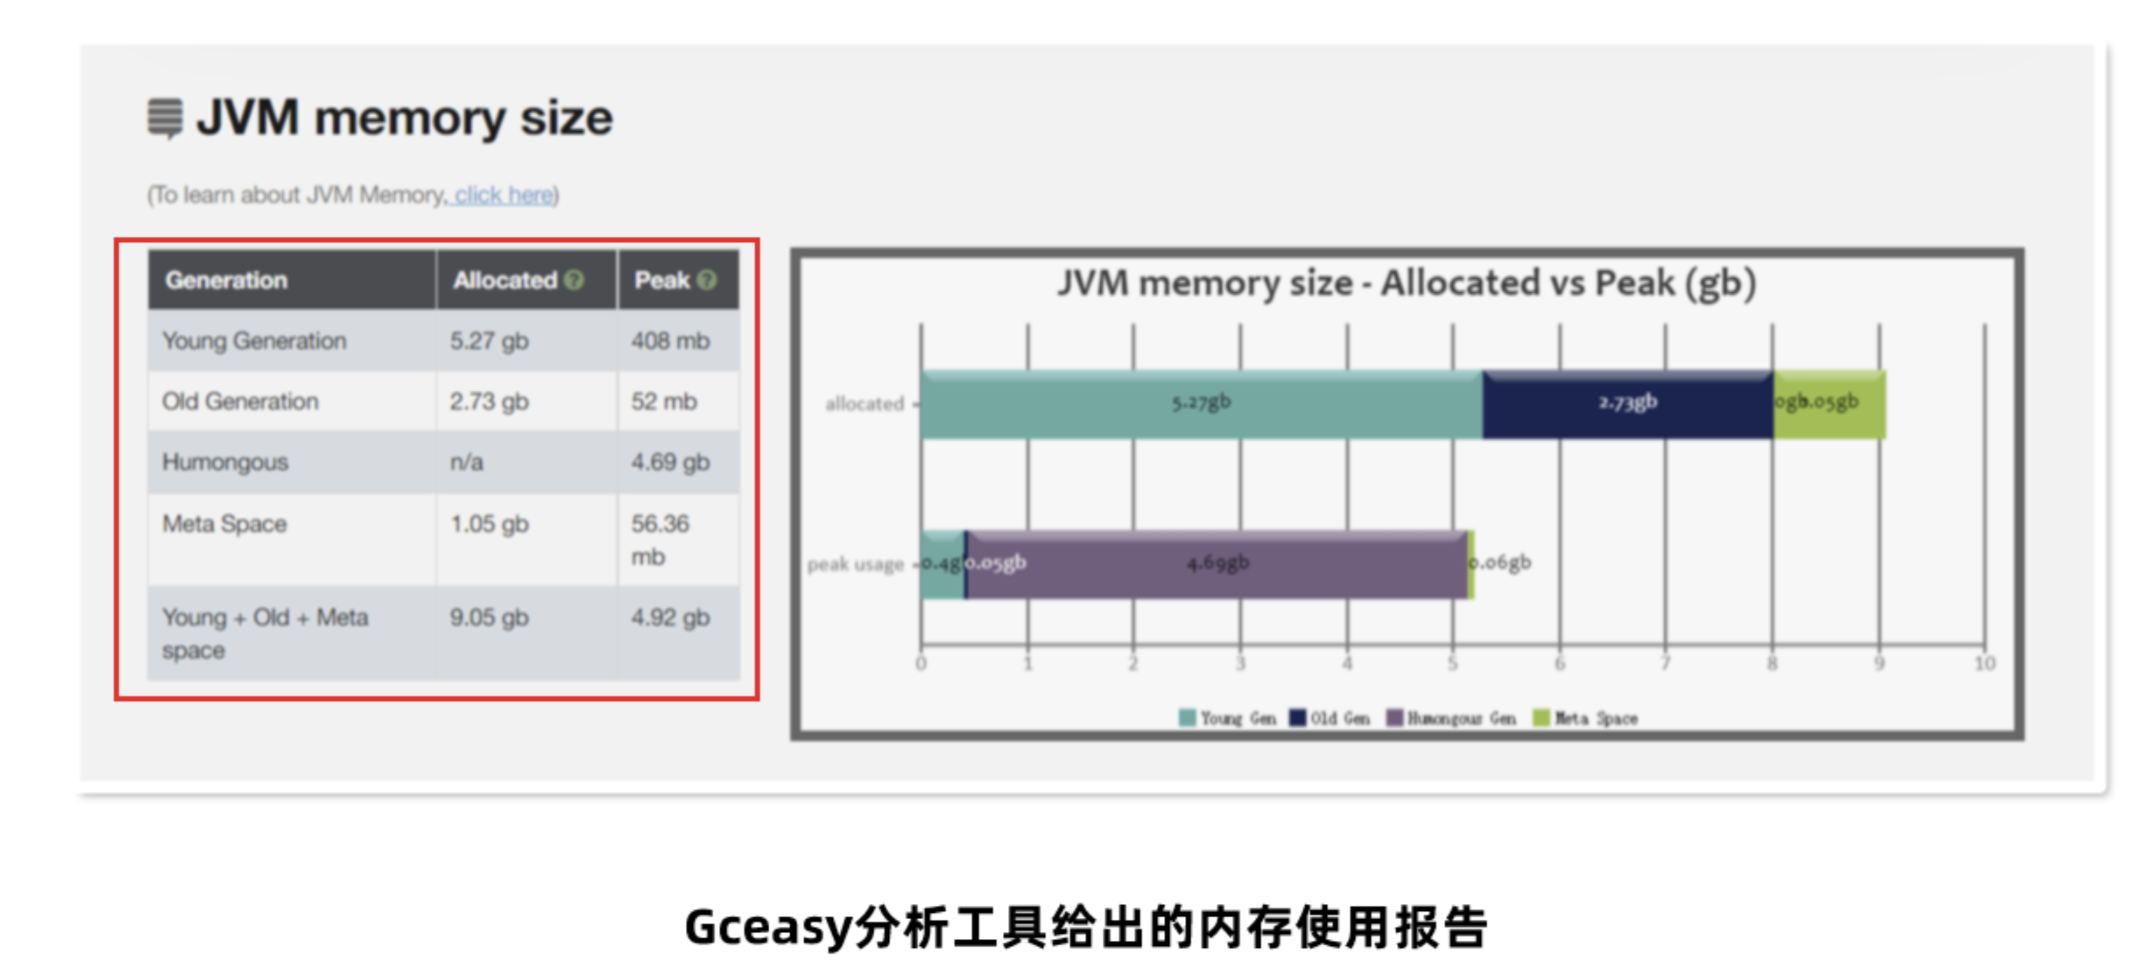 JVM memory size
(To learn about JVM Memory, click here)
Generation Allocated ? Peak ?
Young Generation 5.27 gb 408 mb
Old Generation 2.73 gb 52 mb
Humongous n/a 4.69 gb
Meta Space 1.05 gb 56.36
mb
Young + Old + Meta 9.05 gb 4.92 gb
space
JVM memory size - Allocated vs Peak (gb)
allocated 5.27gb 2.73gb 0gb .05gb
peak usage 0.4g 0.05gb 4.69gb 0.06gb
0 1 2 3 4 5 6 7 8 9 10
Young Gen Old Gen Humongous Gen Meta Space
Gceasy分析工具给出的内存使用报告